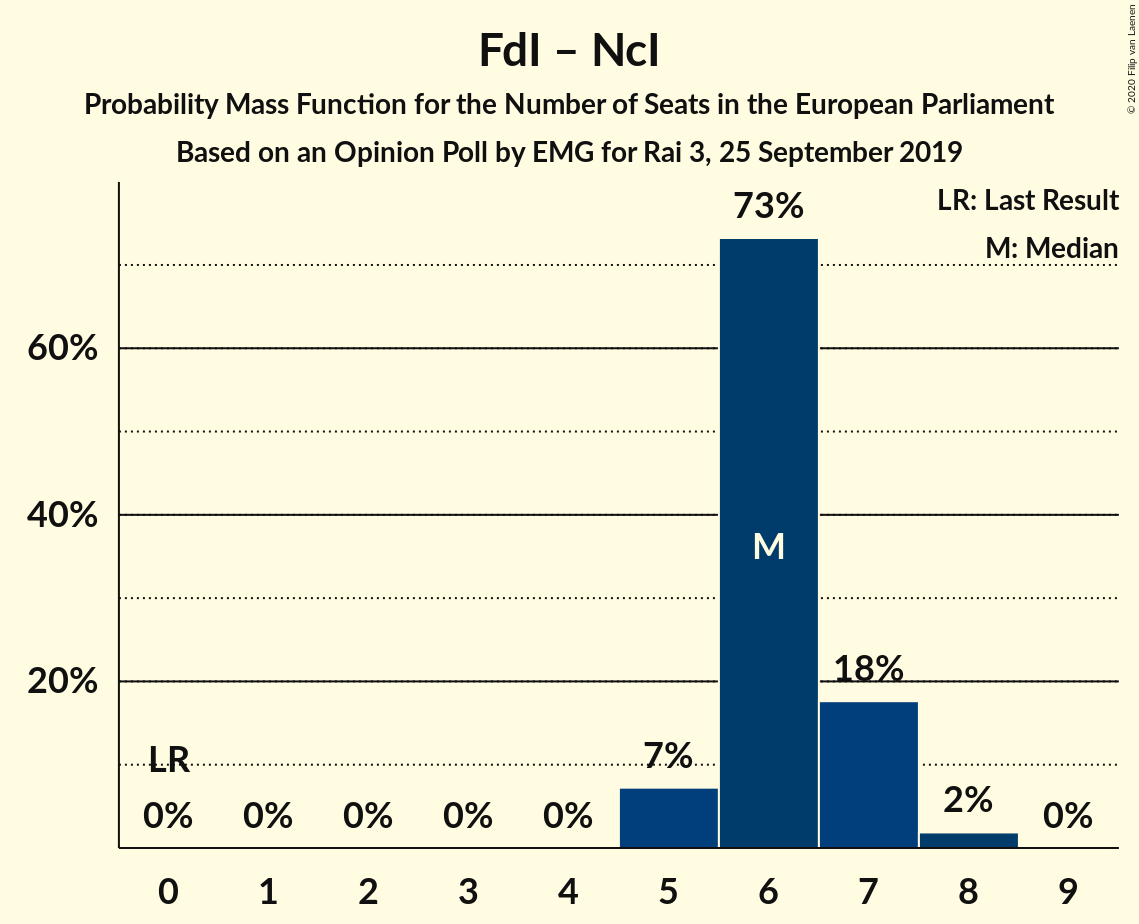 FdI – NcI
Probability Mass Function for the Number of Seats in the European Parliament
Based on an Opinion Poll by EMG for Rai 3, 25 September 2019
© 2020 Filip van Laenen
LR: Last Result
M: Median
73%
60%
40%
M
20%
18%
LR
7%
0% 0% 0% 0% 0% 2% 0%
0 1 2 3 4 5 6 7 8 9